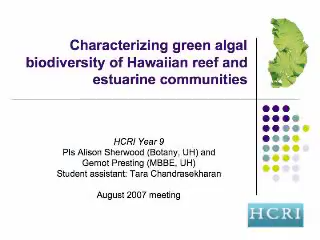 Characterizing green algal
biodiversity of Hawaiian reef and
estuarine communities
HCRI Year 9
PIs Alison Sherwood (Botany, UH) and
Gernot Presting (MBBE, UH)
Student assistant: Tara Chandrasekharan
August 2007 meeting
HCRI